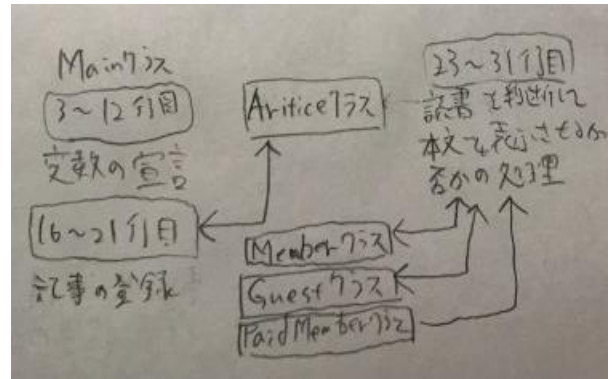 Mainクラス
3～12行目
変数の宣言
16～21行目
記事の登録
Ariticeクラス
23～31行目
読書を判断して
本文を表示させるか
否かの処理
Memberクラス
Guestクラス
PaidMemberクラス